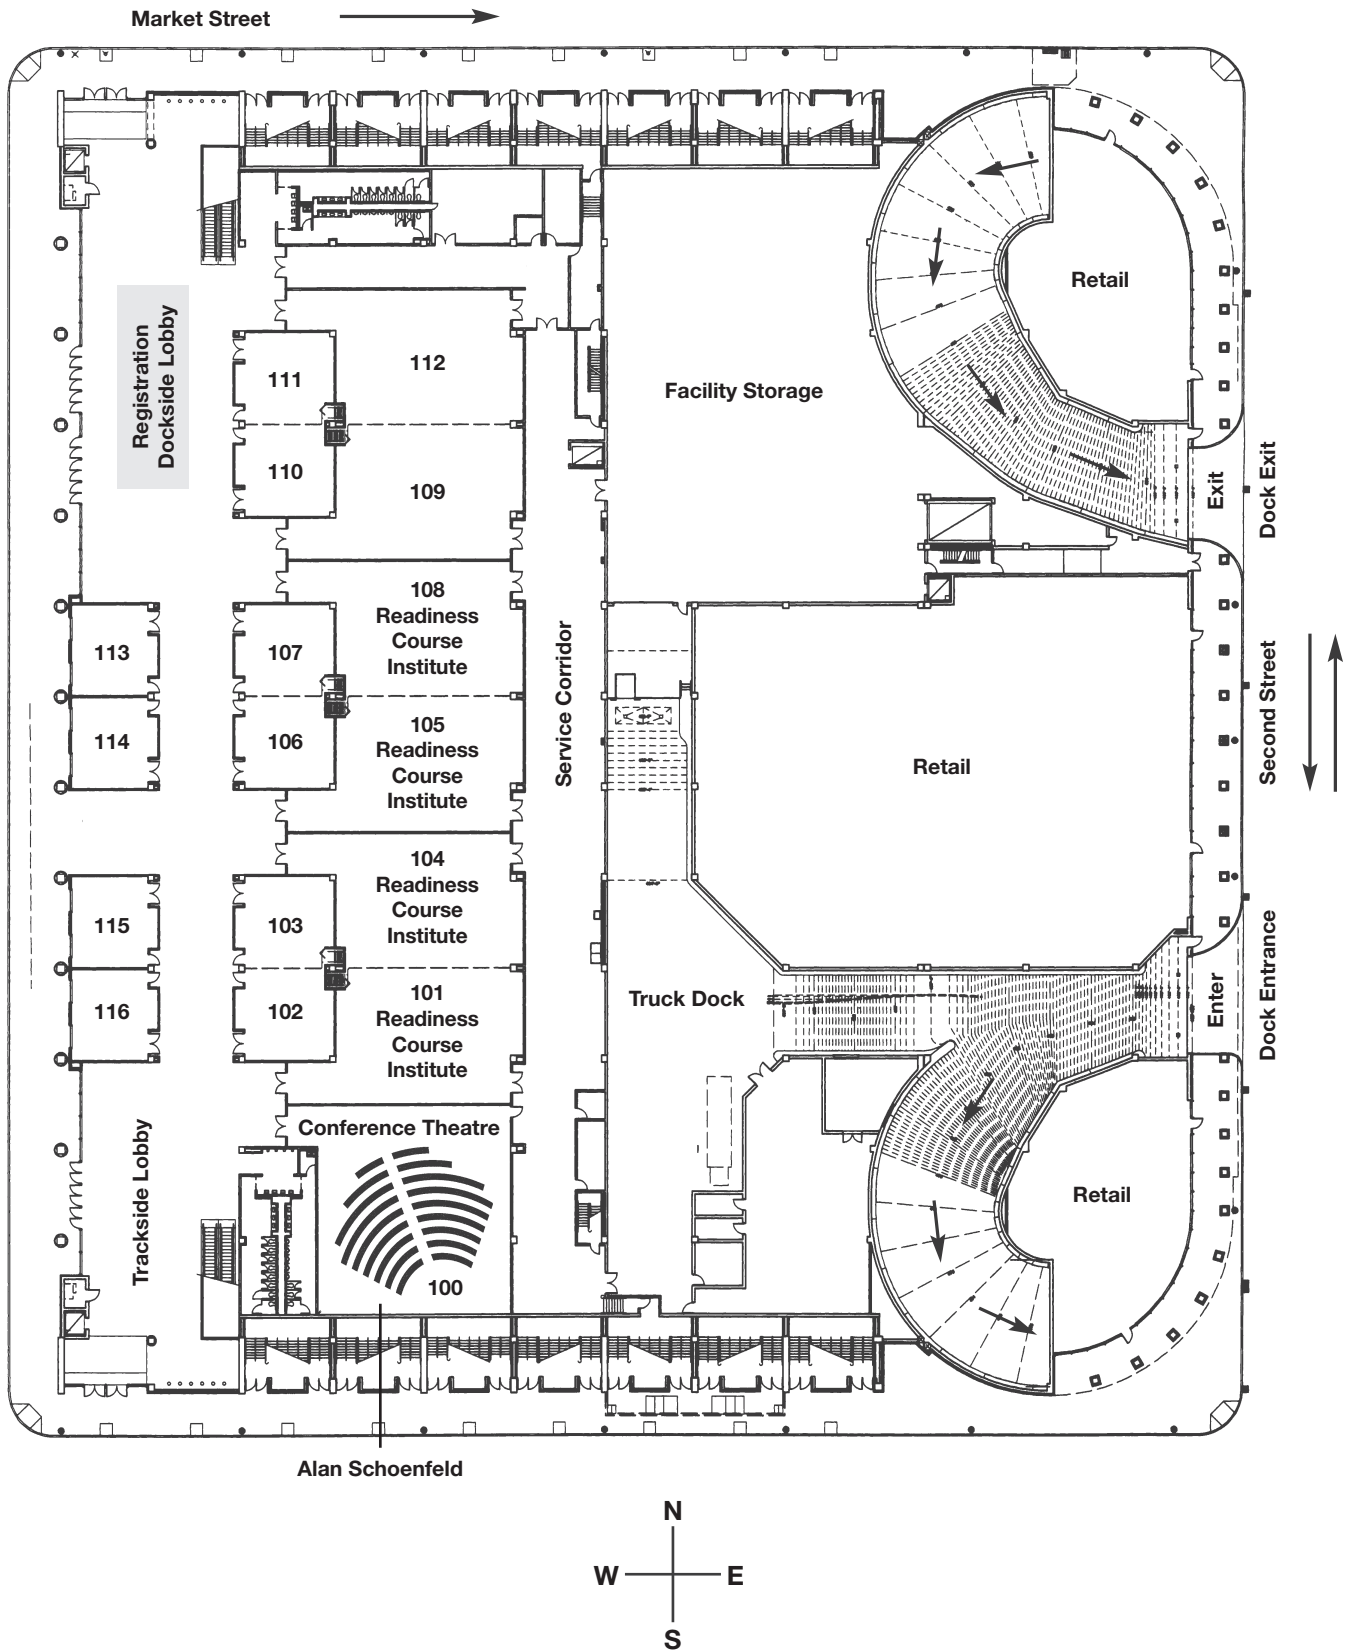 Market Street
Retail
Registration
Dockside Lobby
112
111
Facility Storage
110
109
Exit
Dock Exit
108
Readiness
Course
Institute
113
107
Service Corridor
Second Street
105
Readiness
Course
Institute
114
106
Retail
104
Readiness
Course
Institute
115
103
101
Readiness
Course
Institute
116
102
Truck Dock
Enter
Dock Entrance
Conference Theatre
Trackside Lobby
Retail
100
Alan Schoenfeld
N
W
E
S